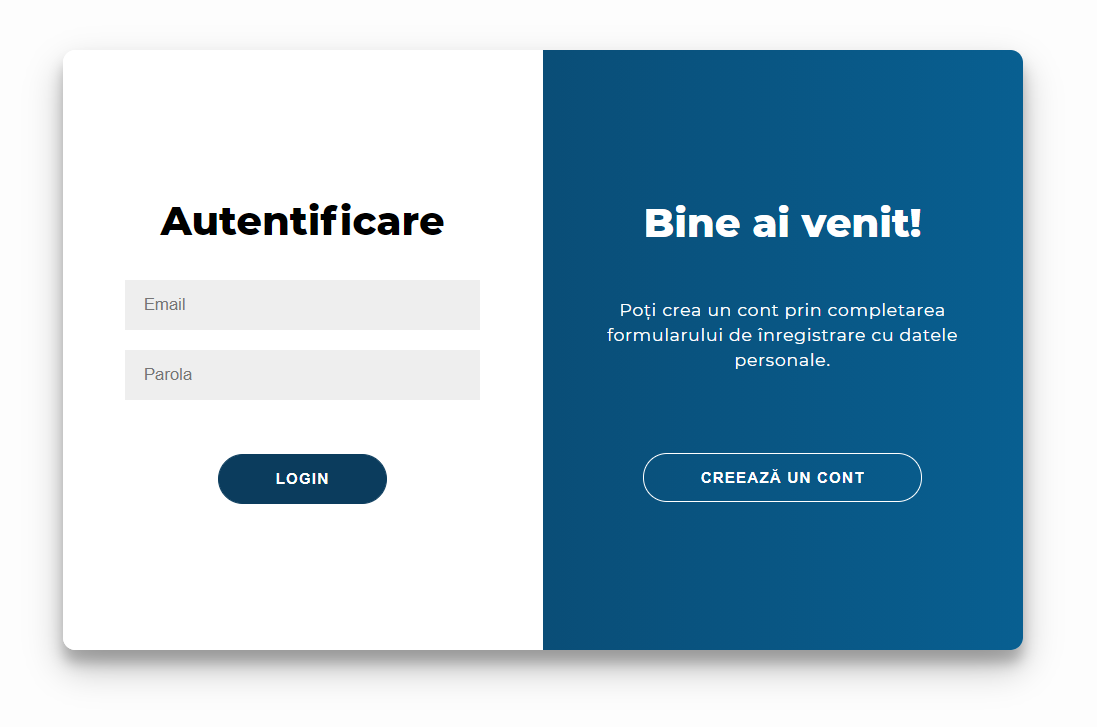 Autentificare
Email
Parola
LOGIN
Bine ai venit!
Poți crea un cont prin completarea
formularului de înregistrare cu datele
personale.
CREEAZĂ UN CONT